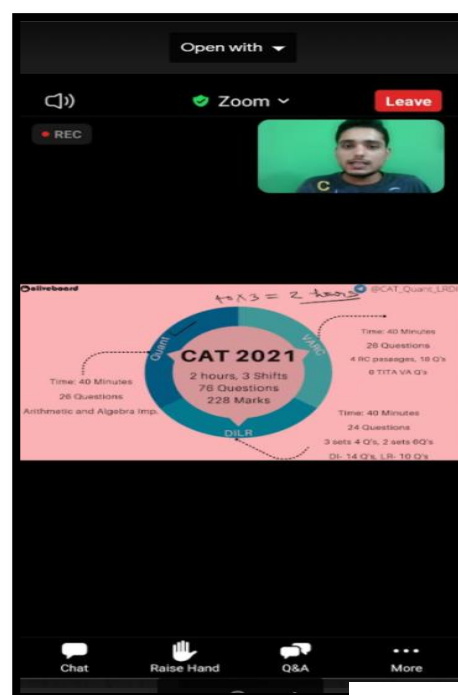 Open with
Zoom
Leave
REC
C
oliveboard
40×3 = 2 hours
@CAT_Quant_LRDI
Quant
VARC
DILR
CAT 2021
2 hours, 3 Shifts
76 Questions
228 Marks
Time: 40 Minutes
26 Questions
Arithmetic and Algebra Imp.
Time: 40 Minutes
26 Questions
4 RC passages, 18 Q's
8 TITA VA Q's
Time: 40 Minutes
24 Questions
3 sets 4 Q's, 2 sets 6Q's
DI- 14 Q's, LR- 10 Q's
Chat
Raise Hand
Q&A
More